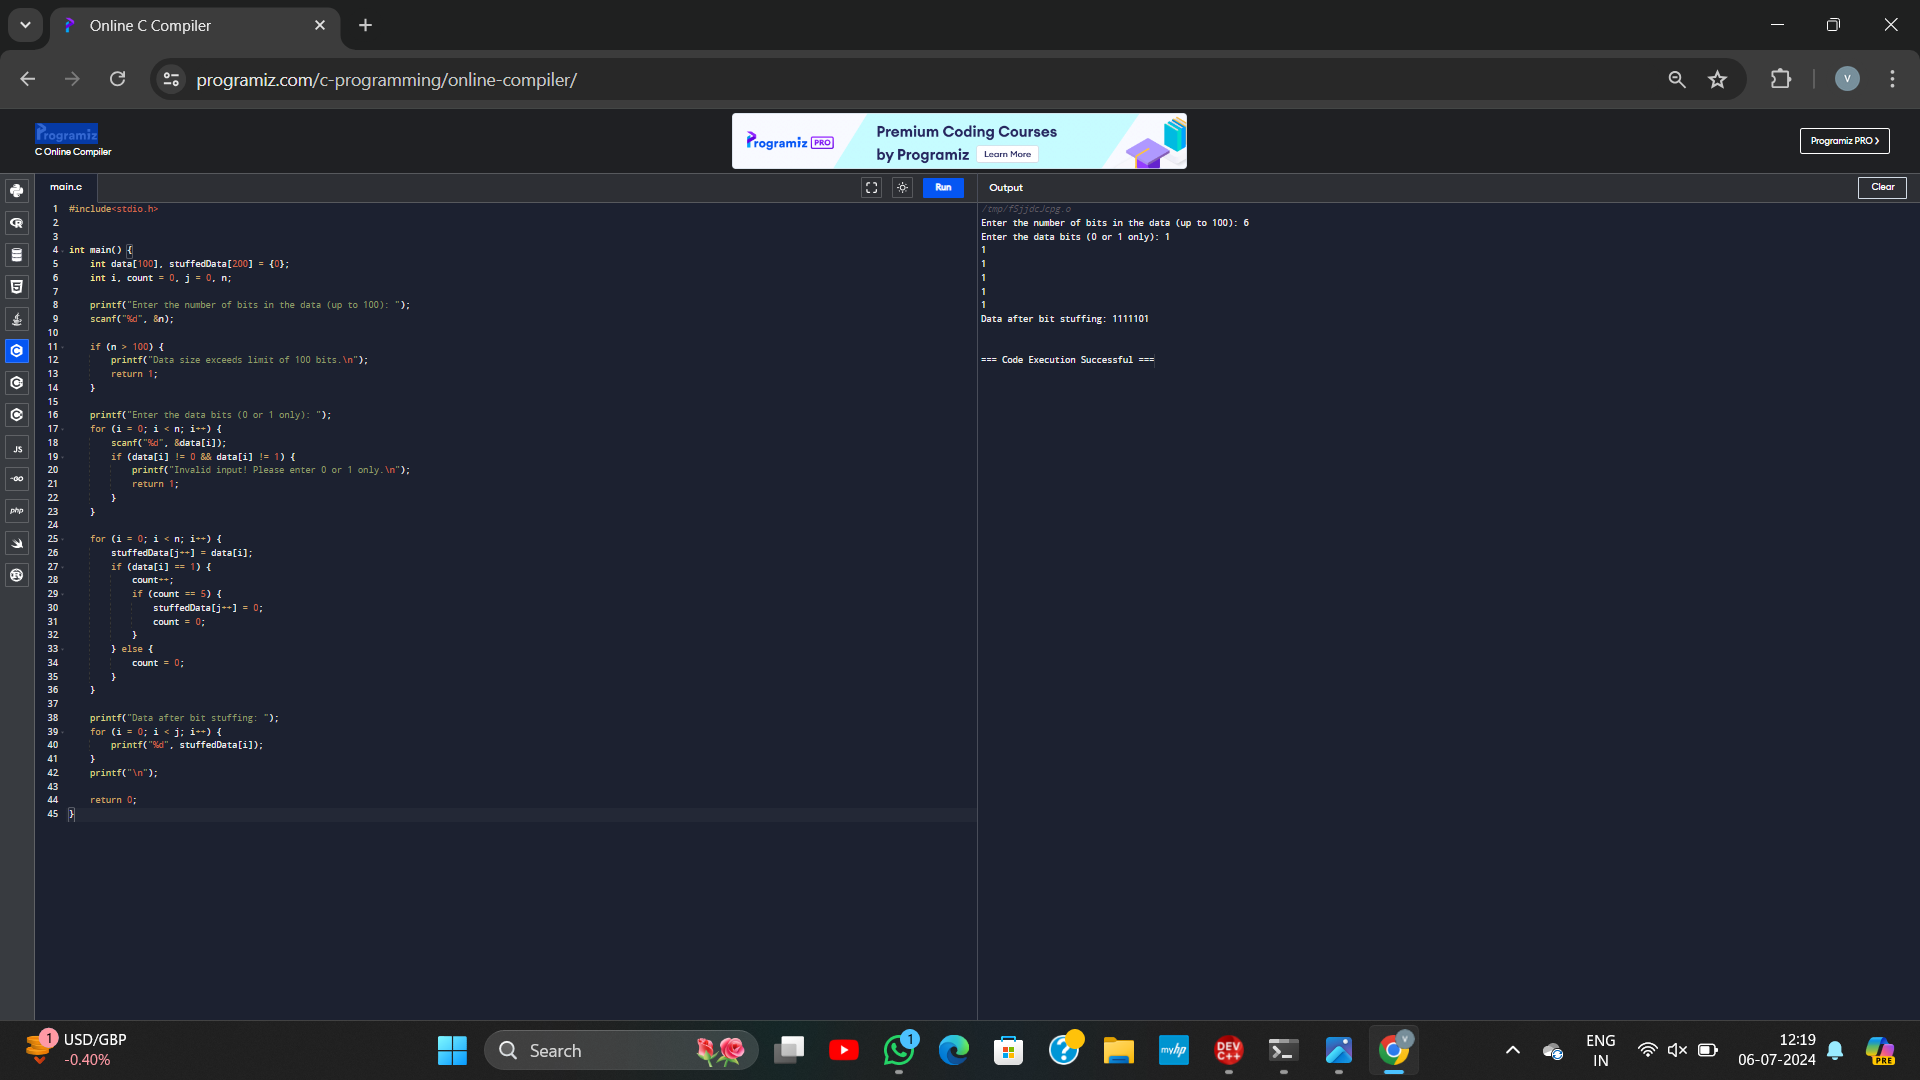 Online C Compiler
programiz.com/c-programming/online-compiler/
V
Programiz
C Online Compiler
Programiz PRO
Premium Coding Courses
by Programiz Learn More
Programiz PRO >
main.c
Run
Output
Clear
1 #include<stdio.h>
2
3
4 int main() {
5 int data[100], stuffedData[200] = {0};
6 int i, count = 0, j = 0, n;
7
8 printf("Enter the number of bits in the data (up to 100): ");
9 scanf("%d", &n);
10
11 if (n > 100) {
12 printf("Data size exceeds limit of 100 bits.\n");
13 return 1;
14 }
15
16 printf("Enter the data bits (0 or 1 only): ");
17 for (i = 0; i < n; i++) {
18 scanf("%d", &data[i]);
19 if (data[i] != 0 && data[i] != 1) {
20 printf("Invalid input! Please enter 0 or 1 only.\n");
21 return 1;
22 }
23 }
24
25 for (i = 0; i < n; i++) {
26 stuffedData[j++] = data[i];
27 if (data[i] == 1) {
28 count++;
29 if (count == 5) {
30 stuffedData[j++] = 0;
31 count = 0;
32 }
33 } else {
34 count = 0;
35 }
36 }
37
38 printf("Data after bit stuffing: ");
39 for (i = 0; i < j; i++) {
40 printf("%d", stuffedData[i]);
41 }
42 printf("\n");
43
44 return 0;
45 }
/tmp/fSjjdcJcpg.o
Enter the number of bits in the data (up to 100): 6
Enter the data bits (0 or 1 only): 1
1
1
1
1
1
Data after bit stuffing: 1111101
=== Code Execution Successful ===
JS
GO
php
1
USD/GBP
-0.40%
Search
1
myhp
DEV
C++
V
ENG
IN
12:19
06-07-2024
PRE